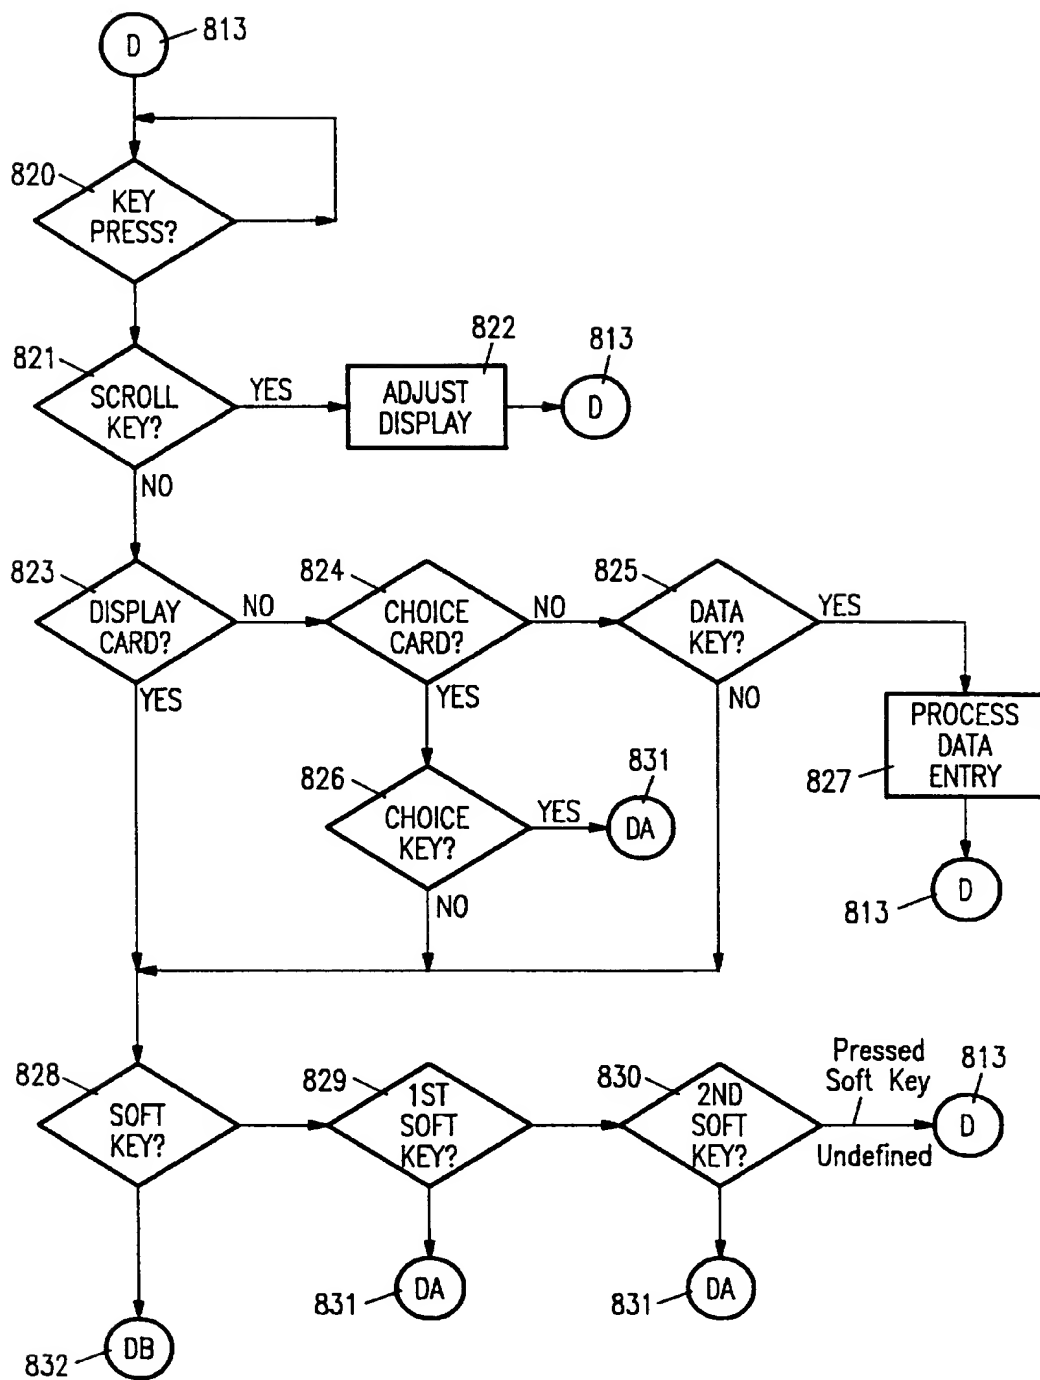 D
813
820
KEY
PRESS?
821
SCROLL
KEY?
YES
NO
822
ADJUST
DISPLAY
813
D
823
DISPLAY
CARD?
NO
YES
824
CHOICE
CARD?
NO
YES
825
DATA
KEY?
YES
NO
PROCESS
DATA
ENTRY
827
826
CHOICE
KEY?
YES
NO
831
DA
D
813
828
SOFT
KEY?
829
1ST
SOFT
KEY?
830
2ND
SOFT
KEY?
Pressed
Soft Key
Undefined
813
D
DA
831
DA
831
DB
832